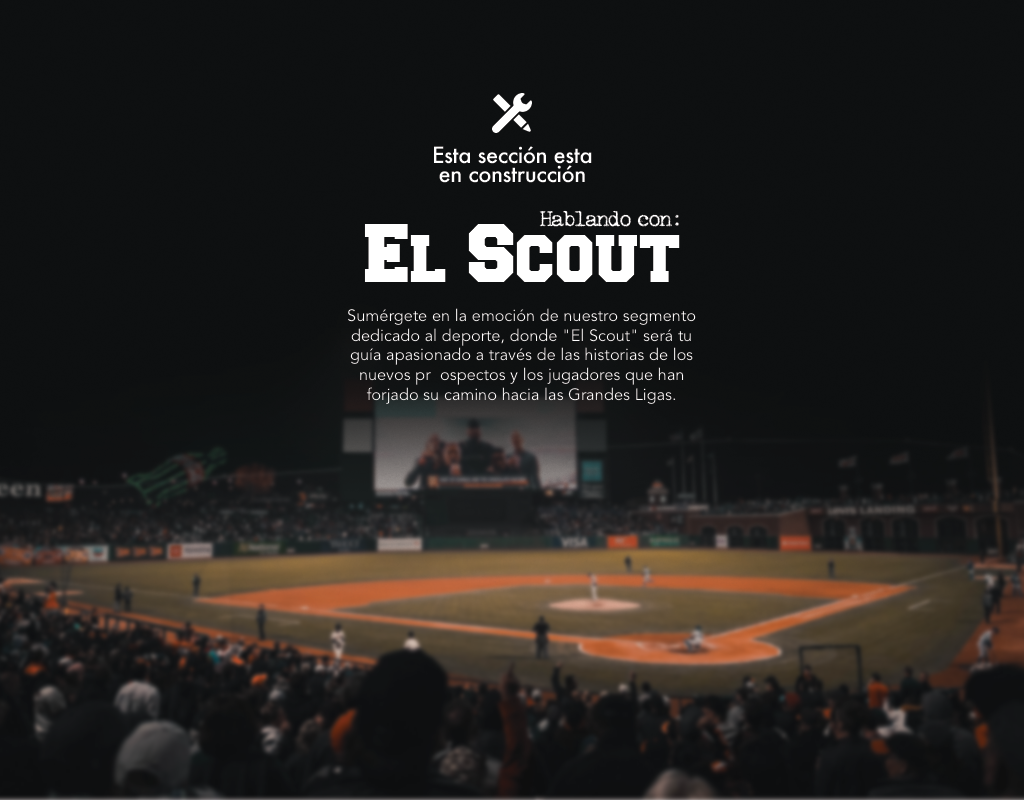 Esta sección esta
en construcción
Hablando con:
El Scout
Sumérgete en la emoción de nuestro segmento
dedicado al deporte, donde "El Scout" será tu
guía apasionado a través de las historias de los
nuevos pr  ospectos y los jugadores que han
forjado su camino hacia las Grandes Ligas.
een
VISA